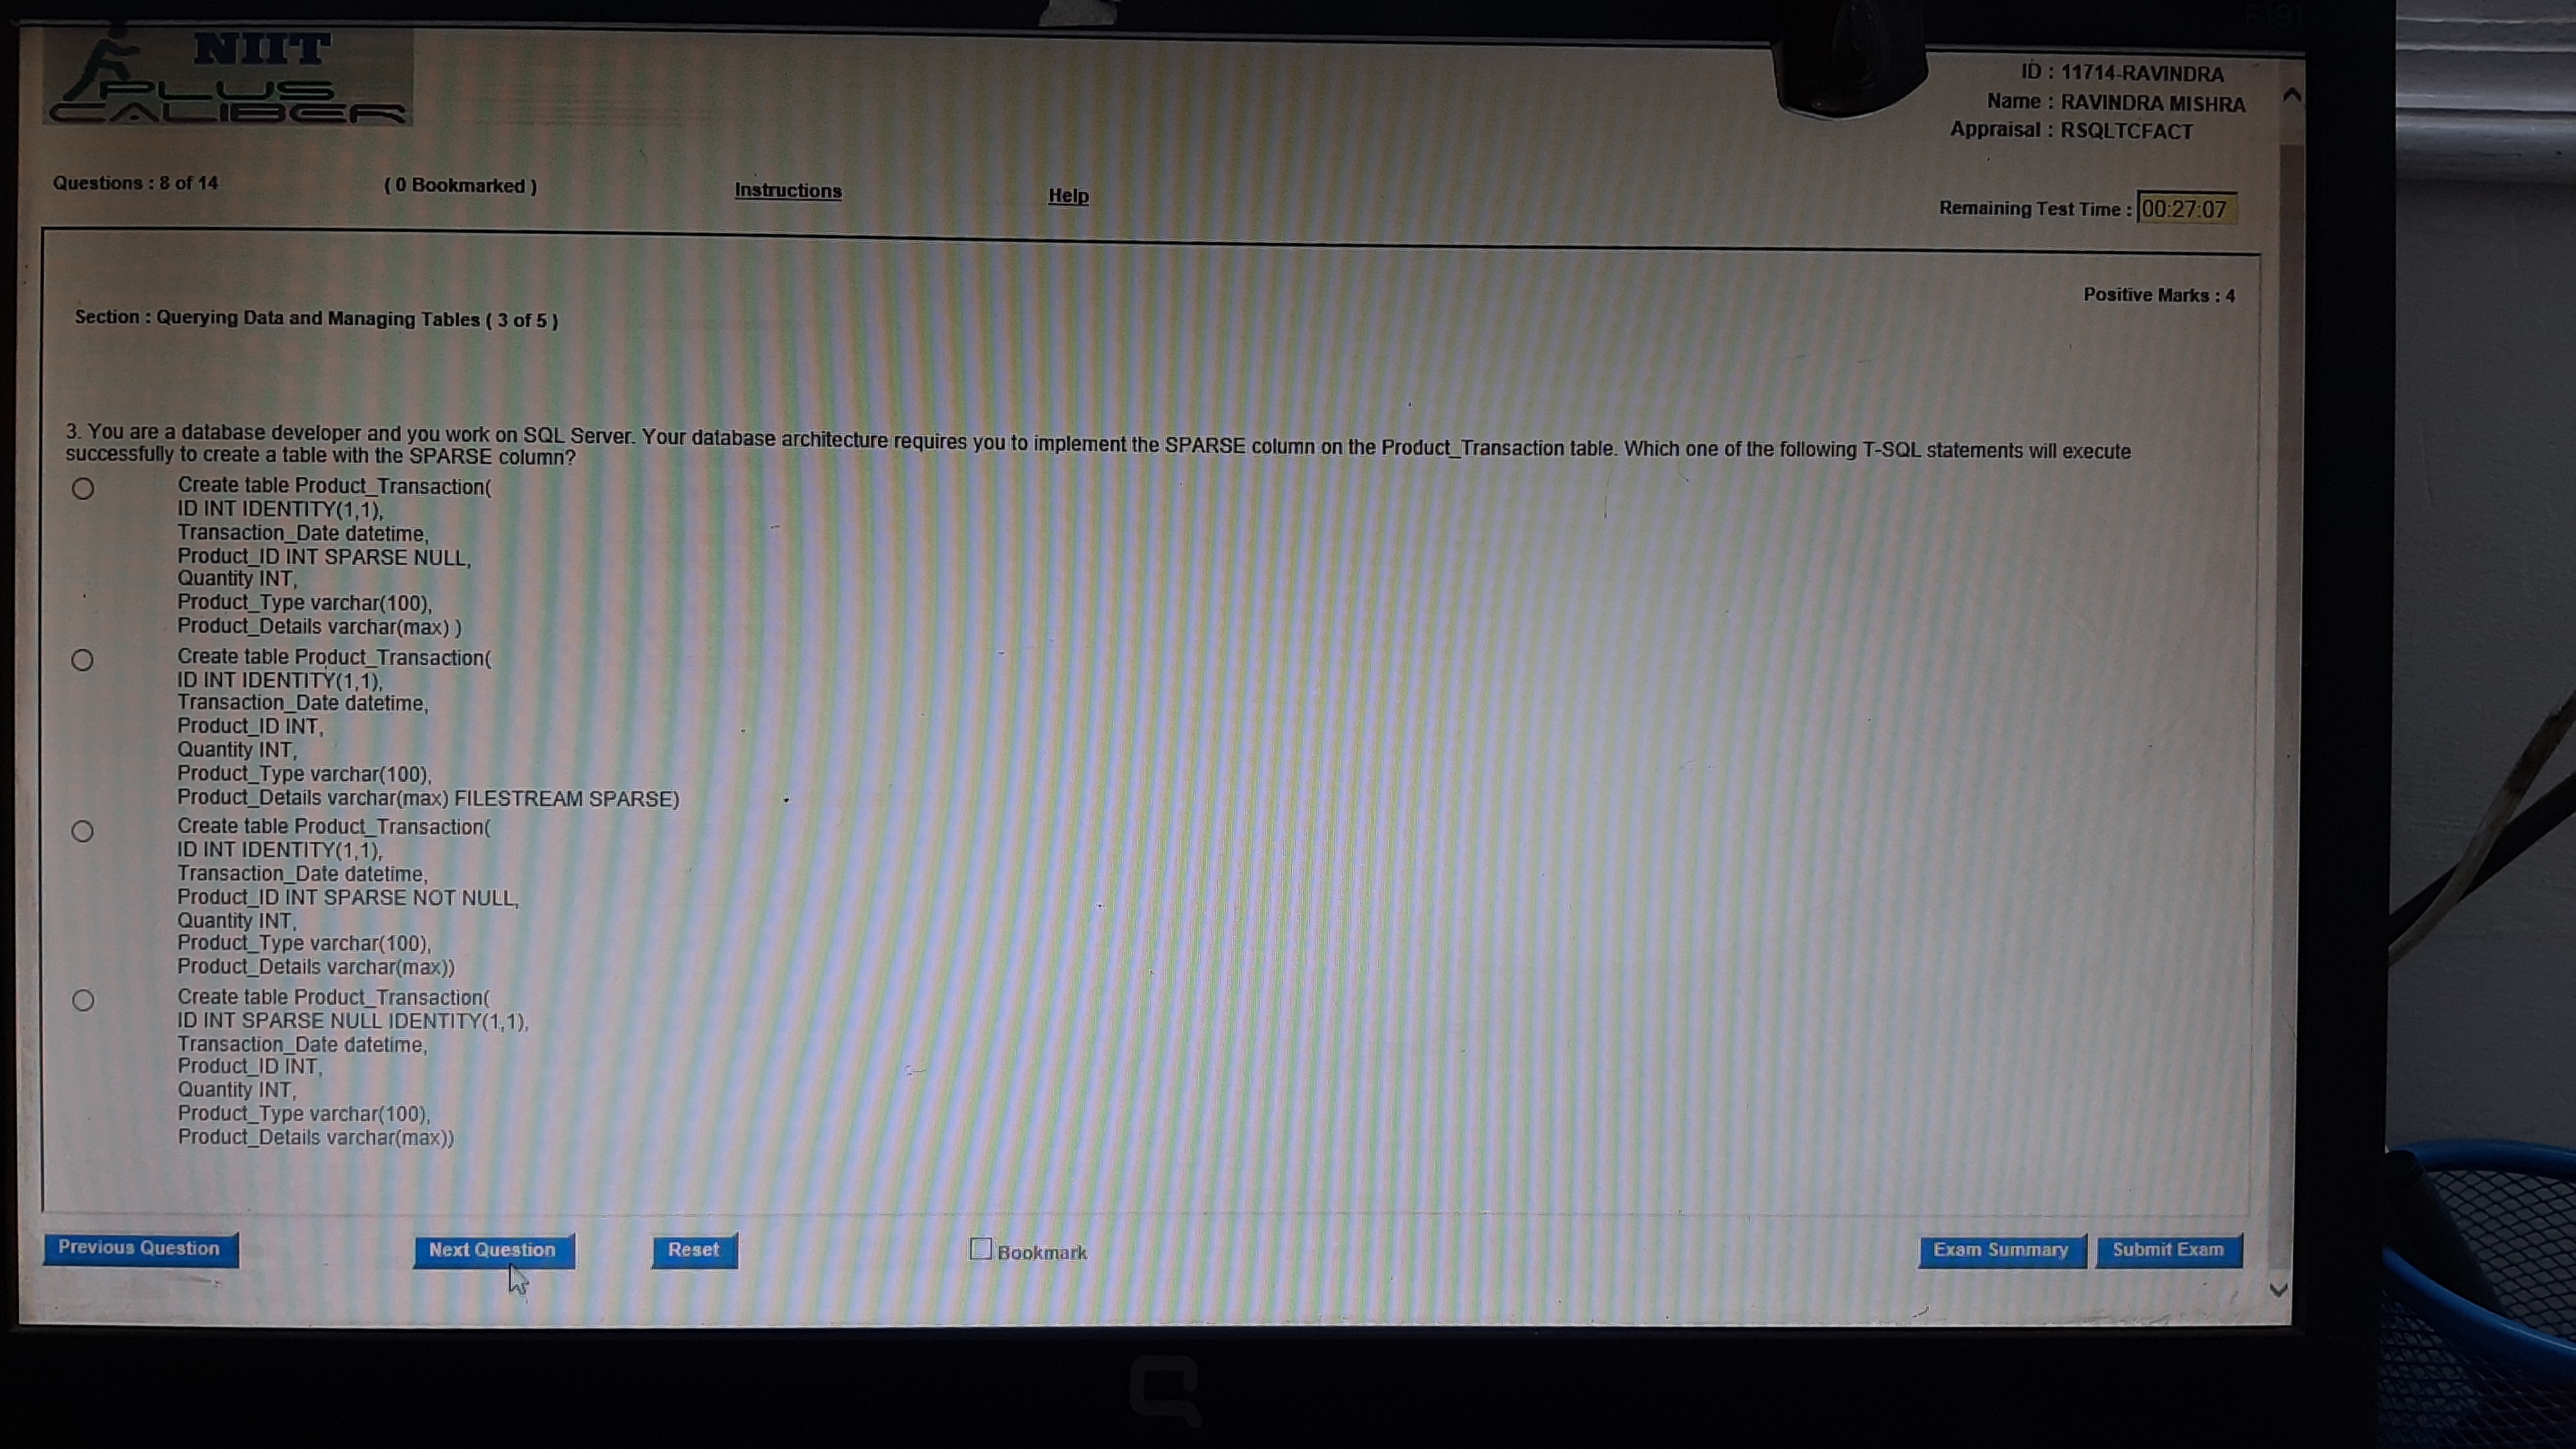 NIIT
PLUS
CALIBER
ID : 11714-RAVINDRA
Name : RAVINDRA MISHRA
Appraisal : RSQLTCFACT
Questions : 8 of 14
( 0 Bookmarked )
Instructions
Help
Remaining Test Time : 00:27:07
Positive Marks : 4
Section : Querying Data and Managing Tables ( 3 of 5 )
3. You are a database developer and you work on SQL Server. Your database architecture requires you to implement the SPARSE column on the Product_Transaction table. Which one of the following T-SQL statements will execute
successfully to create a table with the SPARSE column?
Create table Product_Transaction(
ID INT IDENTITY(1,1),
Transaction_Date datetime,
Product_ID INT SPARSE NULL,
Quantity INT,
Product_Type varchar(100),
Product_Details varchar(max) )
Create table Product_Transaction(
ID INT IDENTITY(1,1),
Transaction_Date datetime,
Product_ID INT,
Quantity INT,
Product_Type varchar(100),
Product_Details varchar(max) FILESTREAM SPARSE)
Create table Product_Transaction(
ID INT IDENTITY(1,1),
Transaction_Date datetime,
Product_ID INT SPARSE NOT NULL,
Quantity INT,
Product_Type varchar(100),
Product_Details varchar(max))
Create table Product_Transaction(
ID INT SPARSE NULL IDENTITY(1,1),
Transaction_Date datetime,
Product_ID INT,
Quantity INT,
Product_Type varchar(100),
Product_Details varchar(max))
Previous Question
Next Question
Reset
Bookmark
Exam Summary
Submit Exam